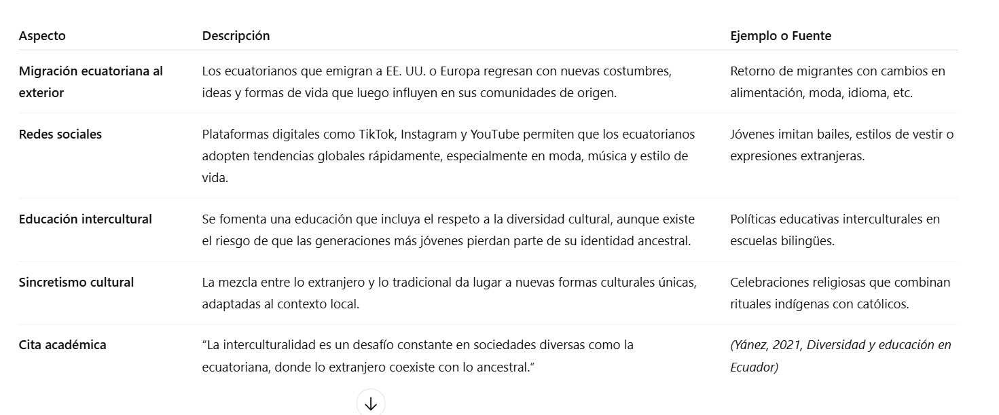 Aspecto Descripción Ejemplo o Fuente
Migración ecuatoriana al Los ecuatorianos que emigran a EE. UU. o Europa regresan con nuevas costumbres, Retorno de migrantes con cambios en
exterior ideas y formas de vida que luego influyen en sus comunidades de origen. alimentación, moda, idioma, etc.
Redes sociales Plataformas digitales como TikTok, Instagram y YouTube permiten que los ecuatorianos Jóvenes imitan bailes, estilos de vestir o
adopten tendencias globales rápidamente, especialmente en moda, música y estilo de expresiones extranjeras.
vida.
Educación intercultural Se fomenta una educación que incluya el respeto a la diversidad cultural, aunque existe Políticas educativas interculturales en
el riesgo de que las generaciones más jóvenes pierdan parte de su identidad ancestral. escuelas bilingües.
Sincretismo cultural La mezcla entre lo extranjero y lo tradicional da lugar a nuevas formas culturales únicas, Celebraciones religiosas que combinan
adaptadas al contexto local. rituales indígenas con católicos.
Cita académica “La interculturalidad es un desafío constante en sociedades diversas como la (Yánez, 2021, Diversidad y educación en
ecuatoriana, donde lo extranjero coexiste con lo ancestral.” Ecuador)